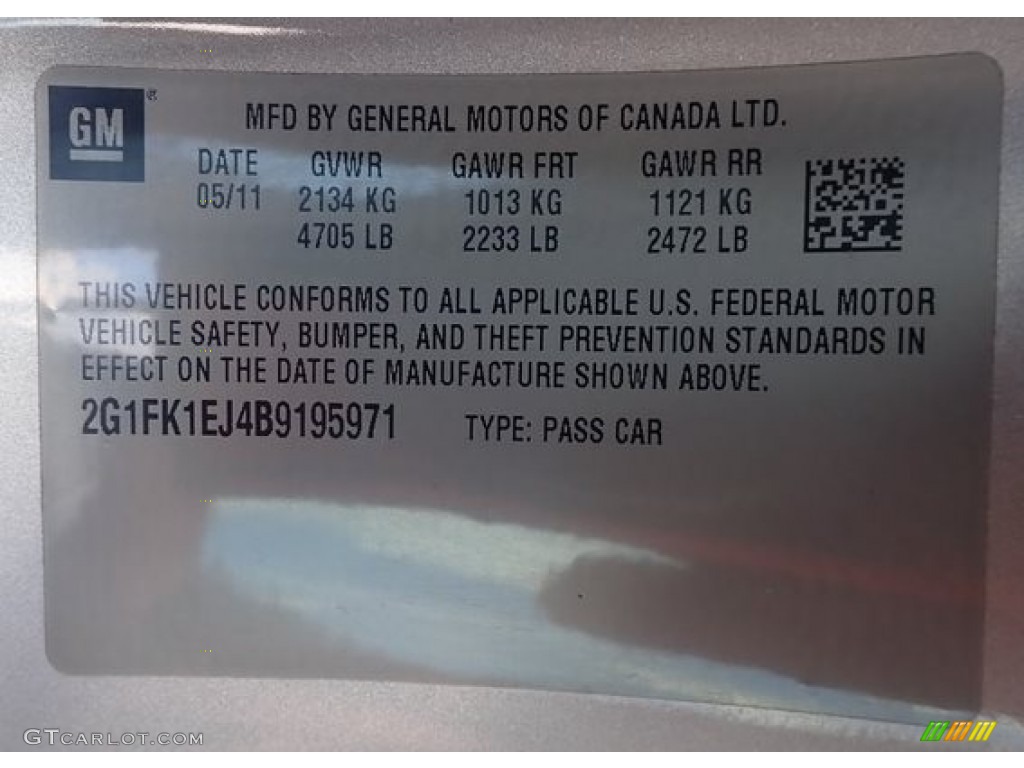 GM®
MFD BY GENERAL MOTORS OF CANADA LTD.
DATE GVWR GAWR FRT GAWR RR
05/11 2134 KG 1013 KG 1121 KG
4705 LB 2233 LB 2472 LB
THIS VEHICLE CONFORMS TO ALL APPLICABLE U.S. FEDERAL MOTOR
VEHICLE SAFETY, BUMPER, AND THEFT PREVENTION STANDARDS IN
EFFECT ON THE DATE OF MANUFACTURE SHOWN ABOVE.
2G1FK1EJ4B9195971 TYPE: PASS CAR
GTCARLOT.COM